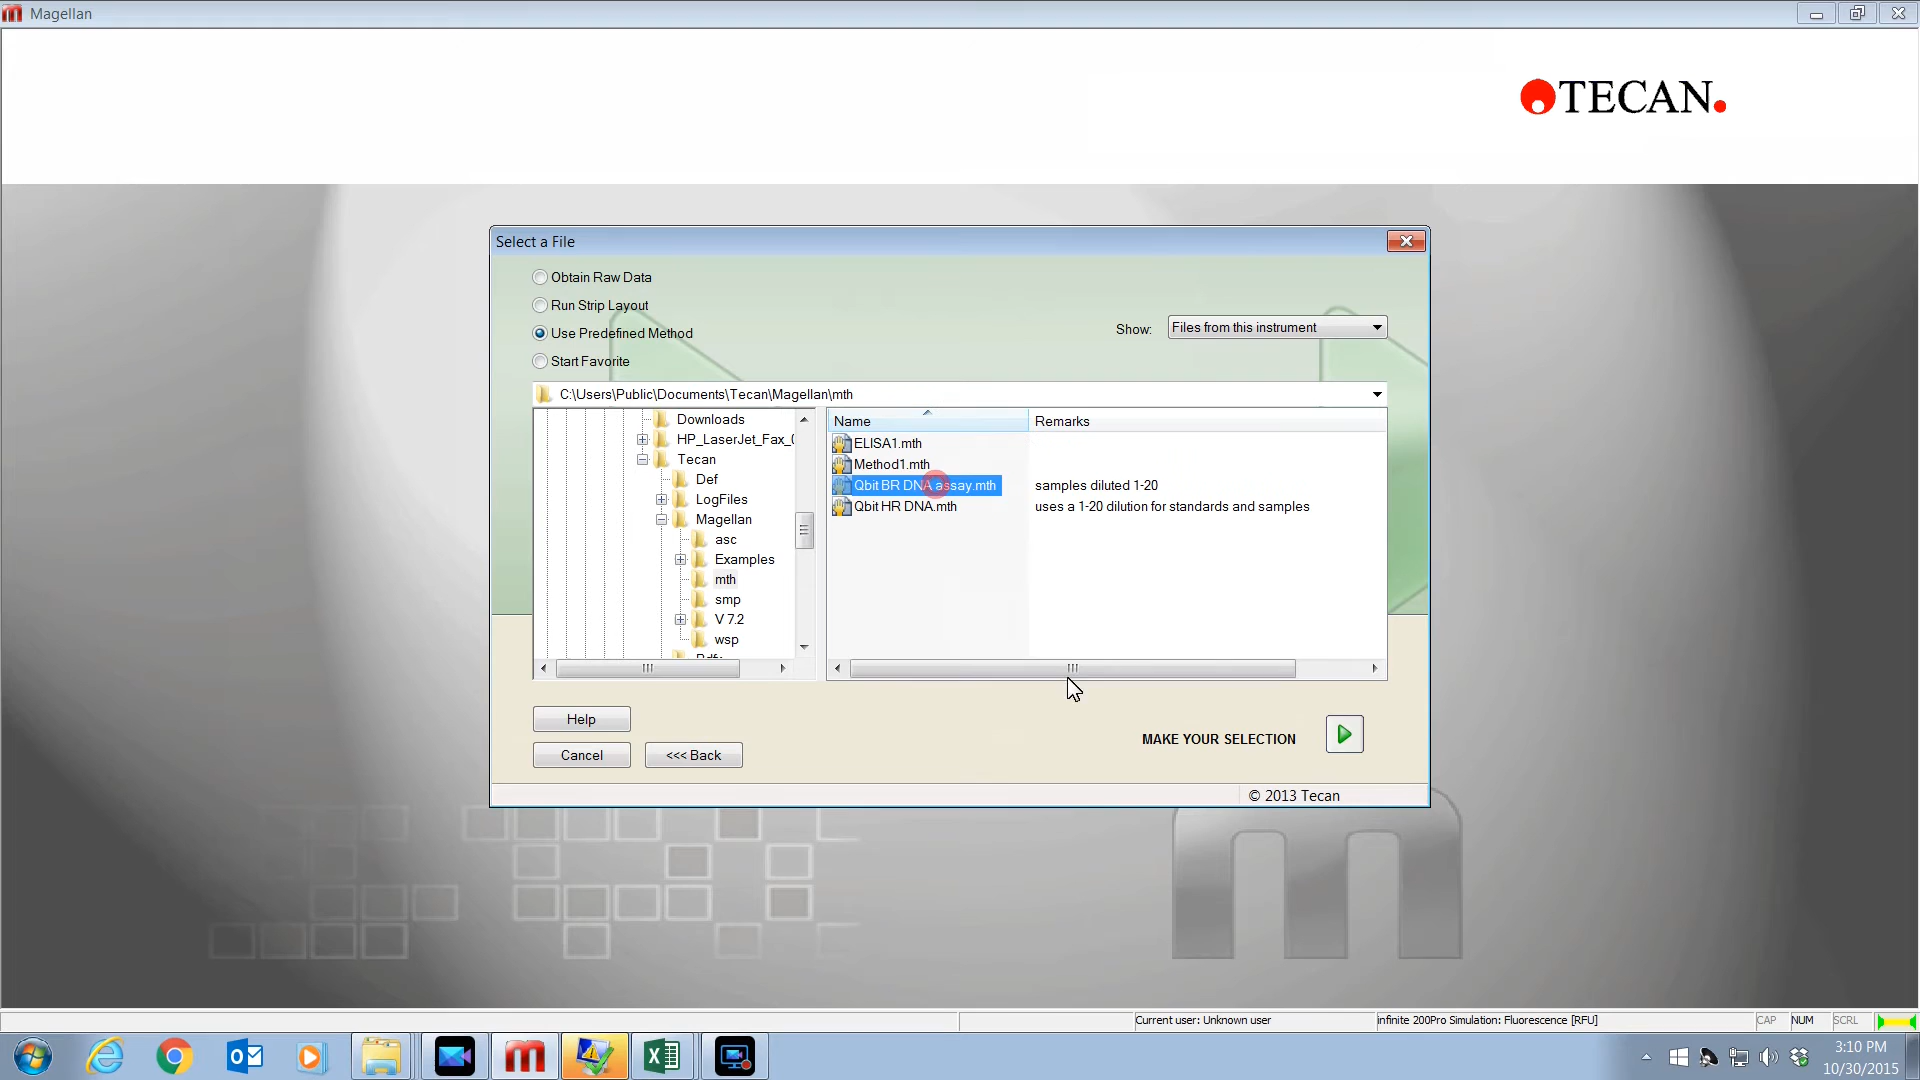 Magellan
TECAN.
Select a File
Obtain Raw Data
Run Strip Layout
Use Predefined Method
Start Favorite
Show: Files from this instrument
C:\Users\Public\Documents\Tecan\Magellan\mth
Downloads
HP_LaserJet_Fax_
Tecan
Def
LogFiles
Magellan
asc
Examples
mth
smp
V 7.2
wsp
Name Remarks
ELISA1.mth
Method1.mth
Qbit BR DNA assay.mth samples diluted 1-20
Qbit HR DNA.mth uses a 1-20 dilution for standards and samples
Help
Cancel <<< Back
MAKE YOUR SELECTION
© 2013 Tecan
Current user: Unknown user infinite 200Pro Simulation: Fluorescence [RFU] CAP NUM SCRL
3:10 PM
10/30/2015